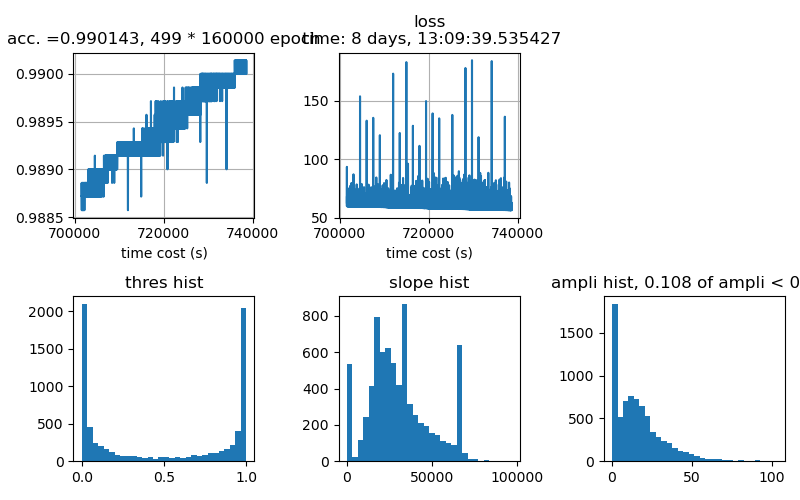 loss
acc. =0.990143, 499 * 160000 epoch
time: 8 days, 13:09:39.535427
0.9900
0.9895
0.9890
0.9885
700000 720000 740000
time cost (s)
150
100
50
700000 720000 740000
time cost (s)
thres hist
2000
1500
1000
500
0
0.0 0.5 1.0
slope hist
800
600
400
200
0
0 50000 100000
ampli hist, 0.108 of ampli < 0
1500
1000
500
0
0 50 100